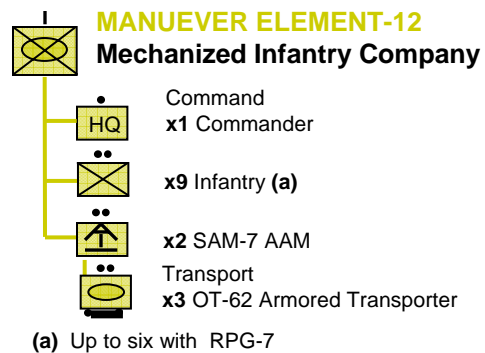 MANUEVER ELEMENT-12
Mechanized Infantry Company
Command
HQ
x1 Commander
x9 Infantry (a)
x2 SAM-7 AAM
Transport
x3 OT-62 Armored Transporter
(a) Up to six with RPG-7